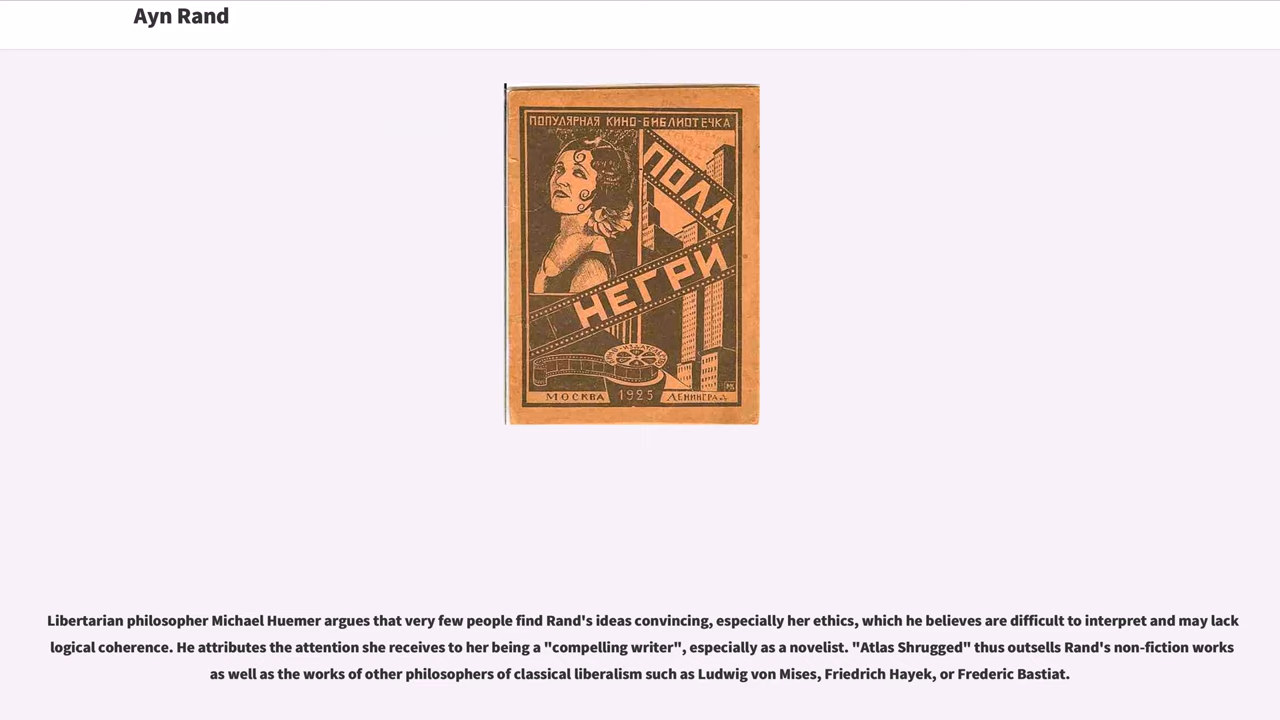 Ayn Rand
ПОПУЛЯРНАЯ КИНО-БИБЛИОТЕЧКА
ПОЛА
НЕГРИ
МОСКВА 1925 ЛЕНИНГРАД
Libertarian philosopher Michael Huemer argues that very few people find Rand's ideas convincing, especially her ethics, which he believes are difficult to interpret and may lack
logical coherence. He attributes the attention she receives to her being a "compelling writer", especially as a novelist. "Atlas Shrugged" thus outsells Rand's non-fiction works
as well as the works of other philosophers of classical liberalism such as Ludwig von Mises, Friedrich Hayek, or Frederic Bastiat.